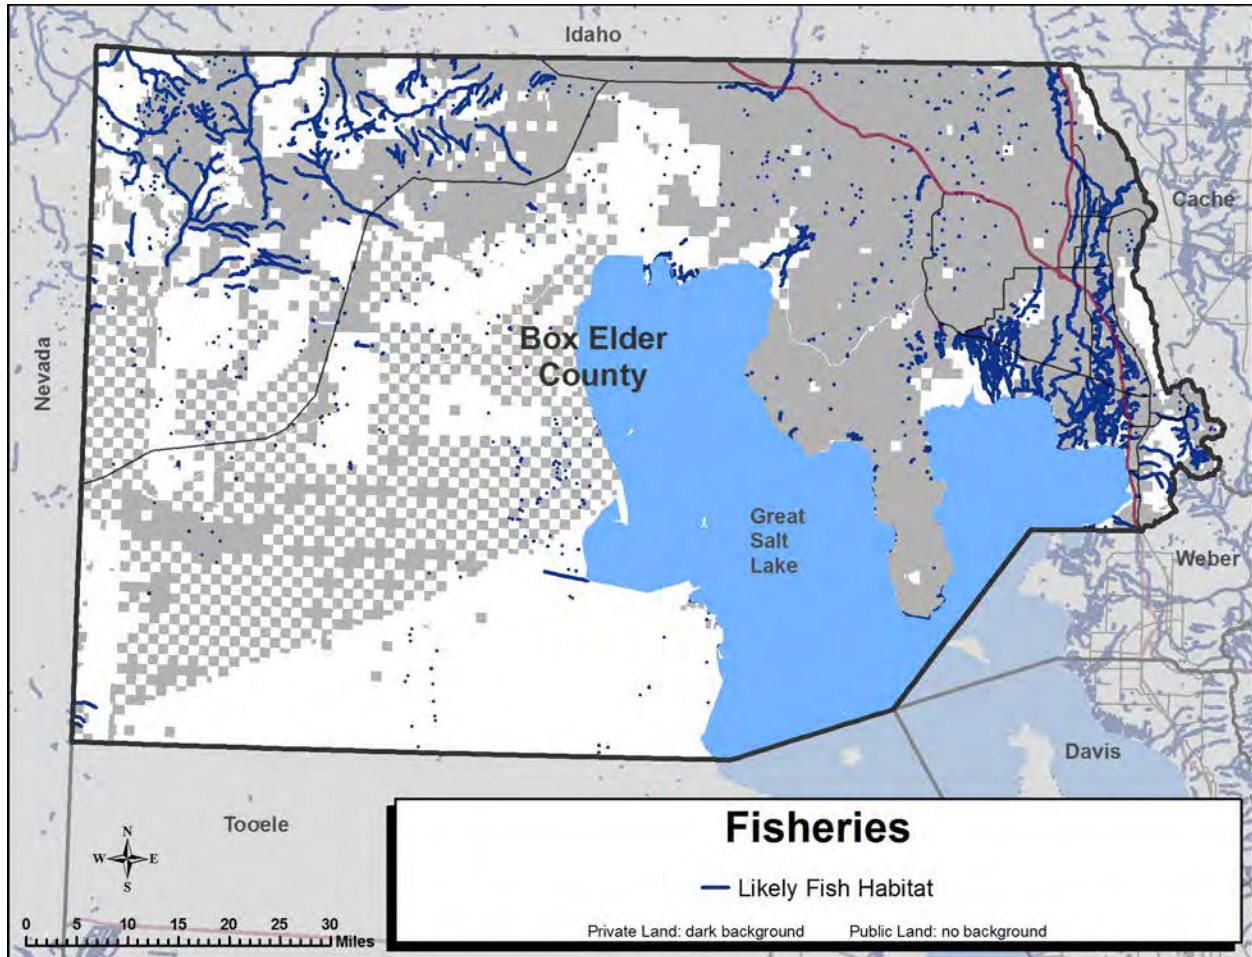 Idaho
Cache
Nevada
Box Elder
County
Great
Salt
Lake
Weber
Davis
Tooele
N
W E
S
0 5 10 15 20 25 30
Miles
Fisheries
Likely Fish Habitat
Private Land: dark background Public Land: no background